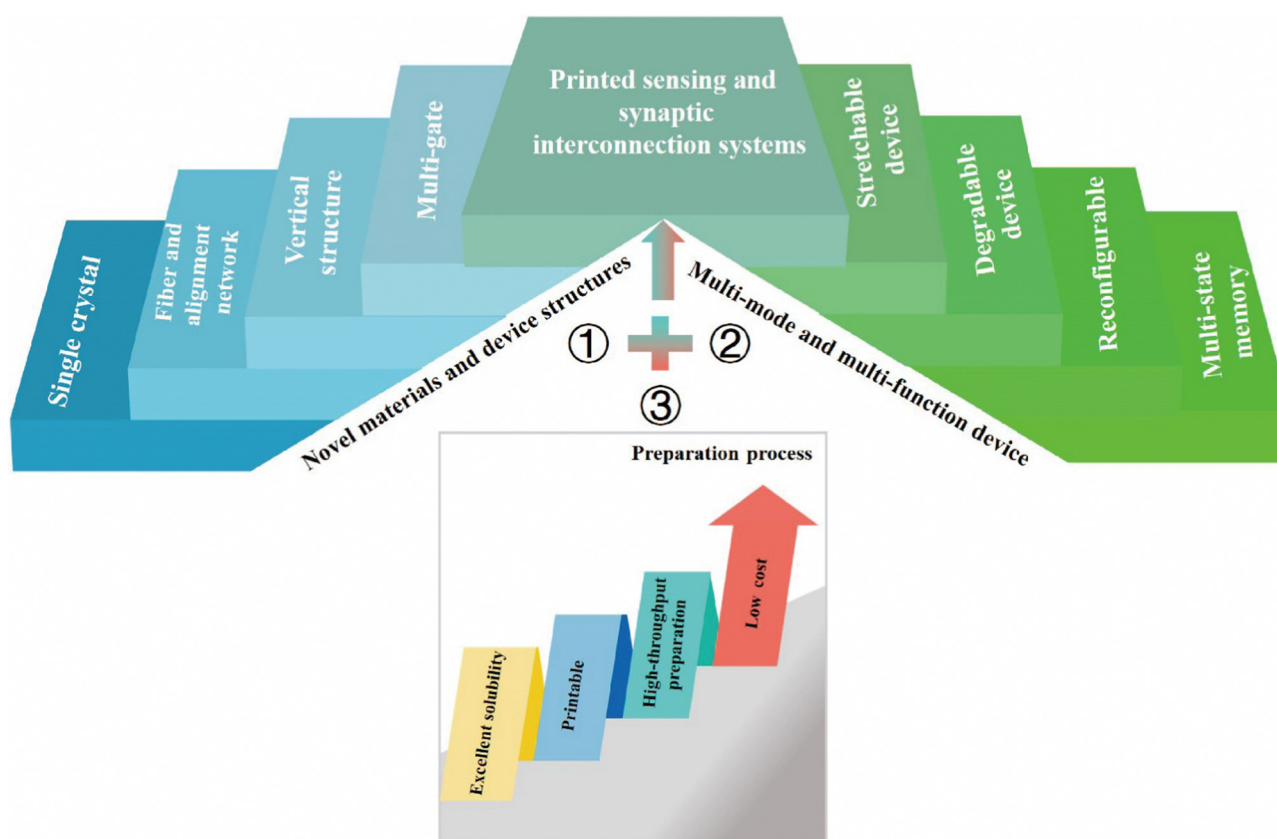 Printed sensing and
synaptic
interconnection systems
Multi-gate
Vertical
structure
Fiber and
alignment
network
Single crystal
Stretchable
device
Degradable
device
Reconfigurable
Multi-state
memory
Novel materials and device structures
Multi-mode and multi-function device
①
②
③
Preparation process
Excellent solubility
Printable
High-throughput
preparation
Low cost